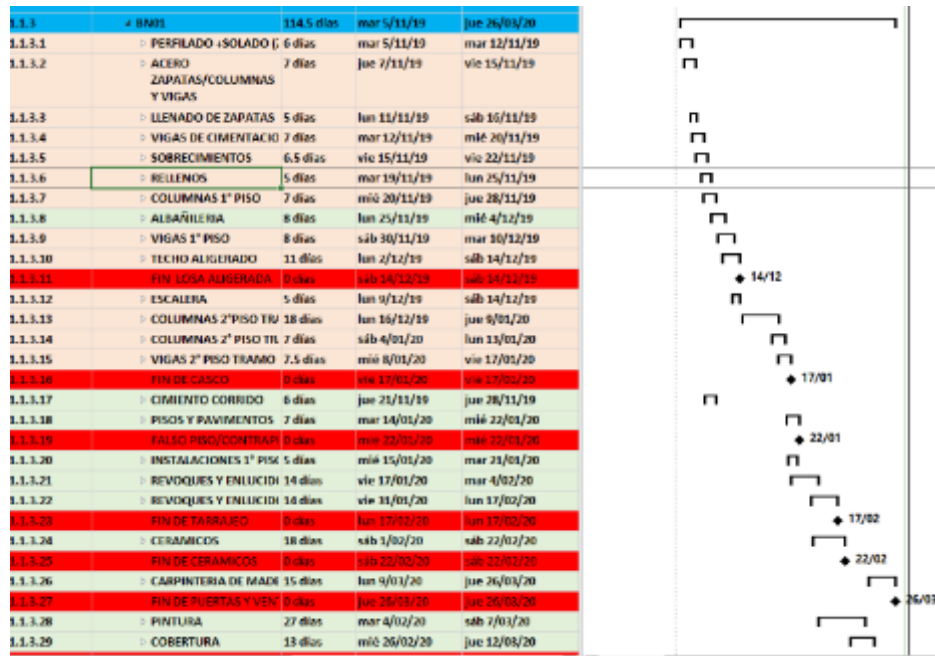 1.1.3 BN01 114.5 días mar 5/11/19 jue 26/03/20
1.1.3.1 PERFILADO +SOLADO 6 días mar 5/11/19 mar 12/11/19
1.1.3.2 ACERO 7 días jue 7/11/19 vie 15/11/19
ZAPATAS/COLUMNAS
Y VIGAS
1.1.3.3 LLENADO DE ZAPATAS 5 días lun 11/11/19 sáb 16/11/19
1.1.3.4 VIGAS DE CIMENTACIO 7 días mar 12/11/19 mié 20/11/19
1.1.3.5 SOBRECIMIENTOS 6.5 días vie 15/11/19 vie 22/11/19
1.1.3.6 RELLENOS 5 días mar 19/11/19 lun 25/11/19
1.1.3.7 COLUMNAS 1° PISO 7 días mié 20/11/19 jue 28/11/19
1.1.3.8 ALBAÑILERIA 8 días lun 25/11/19 mié 4/12/19
1.1.3.9 VIGAS 1° PISO 8 días sáb 30/11/19 mar 10/12/19
1.1.3.10 TECHO ALIGERADO 11 días lun 2/12/19 sáb 14/12/19
1.1.3.11 FIN LOSA ALIGERADA 0 días sáb 14/12/19 sáb 14/12/19 14/12
1.1.3.12 ESCALERA 5 días lun 9/12/19 sáb 14/12/19
1.1.3.13 COLUMNAS 2°PISO TRA 18 días lun 16/12/19 jue 9/01/20
1.1.3.14 COLUMNAS 2° PISO TR 7 días sáb 4/01/20 lun 13/01/20
1.1.3.15 VIGAS 2° PISO TRAMO 7.5 días mié 8/01/20 vie 17/01/20
1.1.3.16 FIN DE CASCO 0 días vie 17/01/20 vie 17/01/20 17/01
1.1.3.17 CIMIENTO CORRIDO 6 días jue 21/11/19 jue 28/11/19
1.1.3.18 PISOS Y PAVIMENTOS 7 días mar 14/01/20 mié 22/01/20
1.1.3.19 FALSO PISO/CONTRAPI 0 días mié 22/01/20 mié 22/01/20 22/01
1.1.3.20 INSTALACIONES 1° PISO 5 días mié 15/01/20 mar 21/01/20
1.1.3.21 REVOQUES Y ENLUCIDO 14 días vie 17/01/20 mar 4/02/20
1.1.3.22 REVOQUES Y ENLUCIDO 14 días vie 31/01/20 lun 17/02/20
1.1.3.23 FIN DE TARRAJEO 0 días lun 17/02/20 lun 17/02/20 17/02
1.1.3.24 CERAMICOS 18 días sáb 1/02/20 sáb 22/02/20
1.1.3.25 FIN DE CERAMICOS 0 días sáb 22/02/20 sáb 22/02/20 22/02
1.1.3.26 CARPINTERIA DE MADE 15 días lun 9/03/20 jue 26/03/20
1.1.3.27 FIN DE PUERTAS Y VEN 0 días jue 26/03/20 jue 26/03/20 26/03
1.1.3.28 PINTURA 27 días mar 4/02/20 sáb 7/03/20
1.1.3.29 COBERTURA 13 días mié 26/02/20 jue 12/03/20